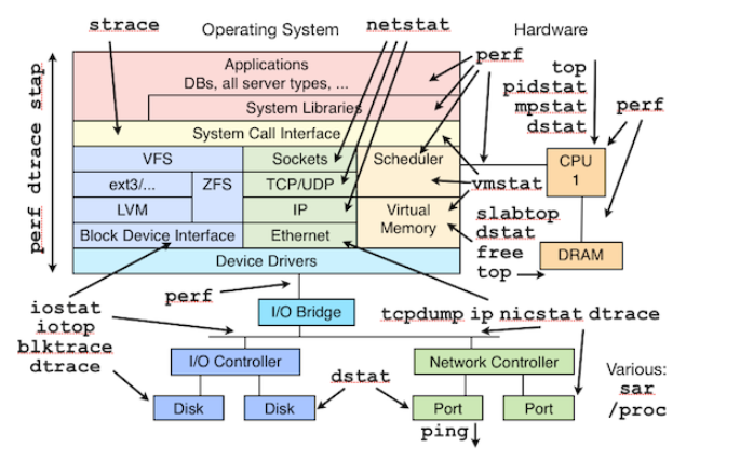 strace
Operating System
netstat
Hardware
perf dtrace stap
Applications
DBs, all server types, ...
System Libraries
System Call Interface
VFS
Sockets
Scheduler
ext3/...
ZFS
TCP/UDP
LVM
IP
Virtual
Memory
Block Device Interface
Ethernet
Device Drivers
perf
top
pidstat
mpstat
dstat
perf
CPU
1
vmstat
slabtop
dstat
free
top
DRAM
perf
I/O Bridge
iostat
iotop
blktrace
dtrace
tcpdump ip nicstat dtrace
I/O Controller
Network Controller
Disk
Disk
dstat
Port
Port
ping
Various:
sar
/proc